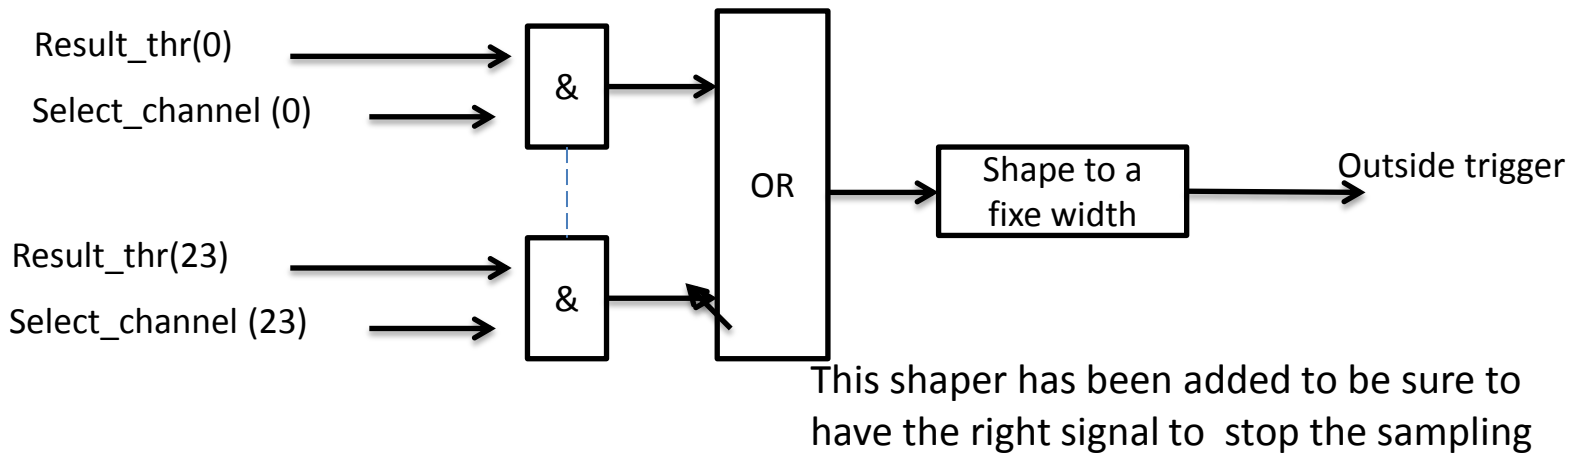 Result_thr(0)
Select_channel (0)
&
OR
Shape to a
fixe width
Outside trigger
Result_thr(23)
Select_channel (23)
&
This shaper has been added to be sure to
have the right signal to  stop the sampling